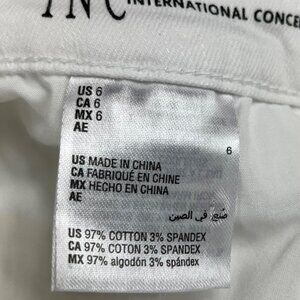 INC INTERNATIONAL CONCE
US 6
CA 6
MX 6
AE
6
US MADE IN CHINA
CA FABRIQUÉ EN CHINE
MX HECHO EN CHINA
AE
صُنع في الصين
US 97% COTTON 3% SPANDEX
CA 97% COTON 3% SPANDEX
MX 97% algodón 3% spándex